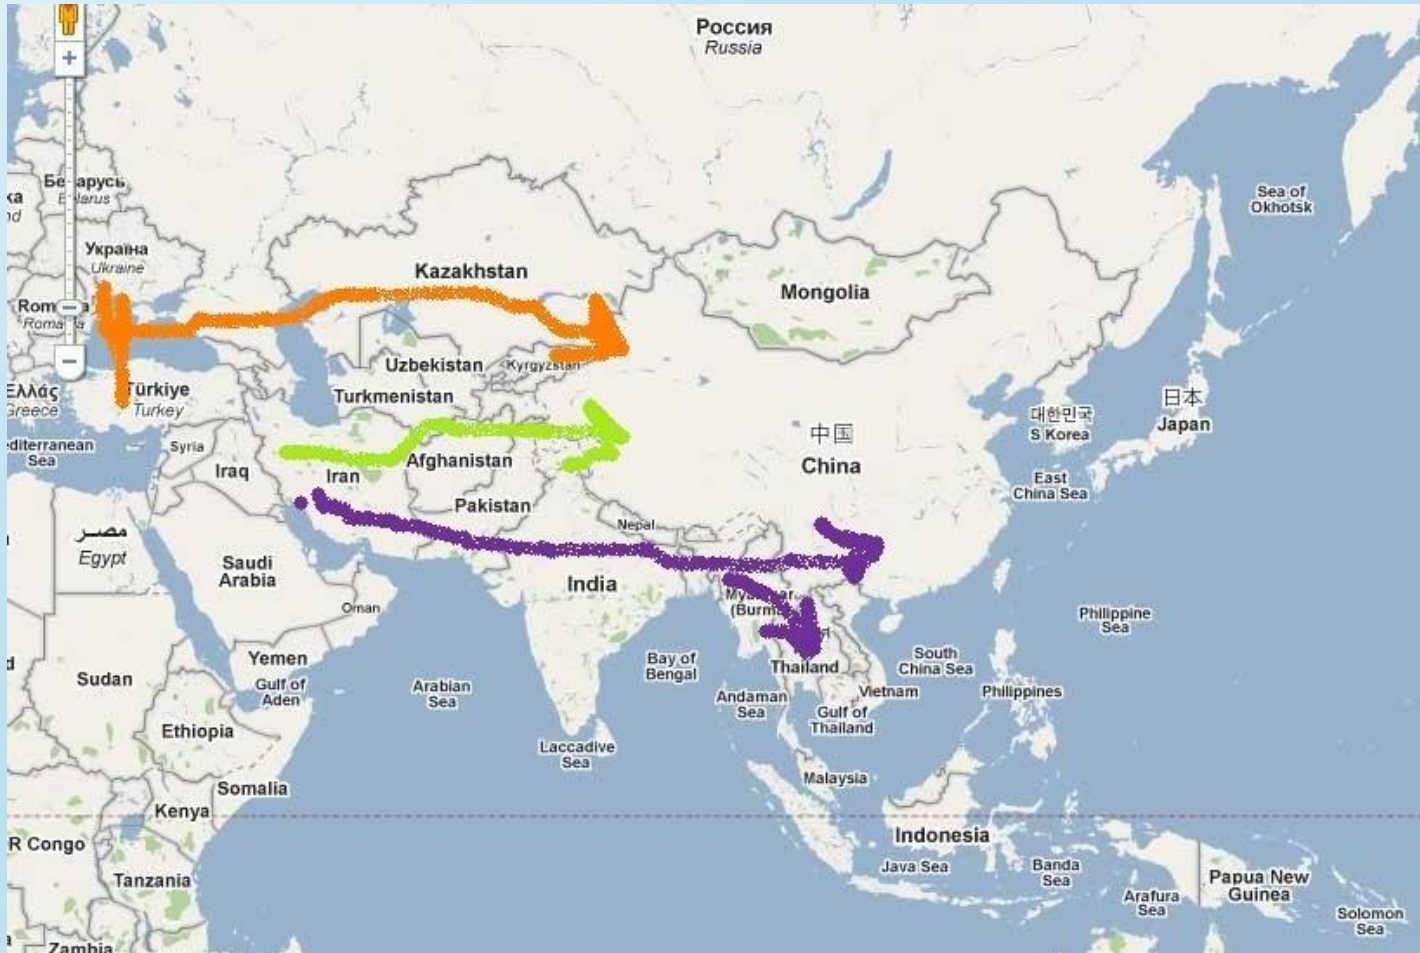 Россия
Russia
Беларусь
Belarus
Україна
Ukraine
Kazakhstan
Mongolia
Sea of
Okhotsk
Uzbekistan
Kyrgyzstan
Turkmenistan
Türkiye
Turkey
Ελλάς
Greece
Syria
Iraq
Iran
Afghanistan
Pakistan
Nepal
中国
China
대한민국
S Korea
日本
Japan
East
China Sea
Sea
مصر
Egypt
Saudi
Arabia
Oman
India
Yemen
Gulf of
Aden
Sudan
Ethiopia
Somalia
Kenya
R Congo
Tanzania
Zambia
Arabian
Sea
Laccadive
Sea
Bay of
Bengal
Andaman
Sea
(Burma
Thailand
Gulf of
Thailand
Vietnam
South
China Sea
Philippines
Philippine
Sea
Malaysia
Indonesia
Java Sea
Banda
Sea
Arafura
Sea
Papua New
Guinea
Solomon
Sea